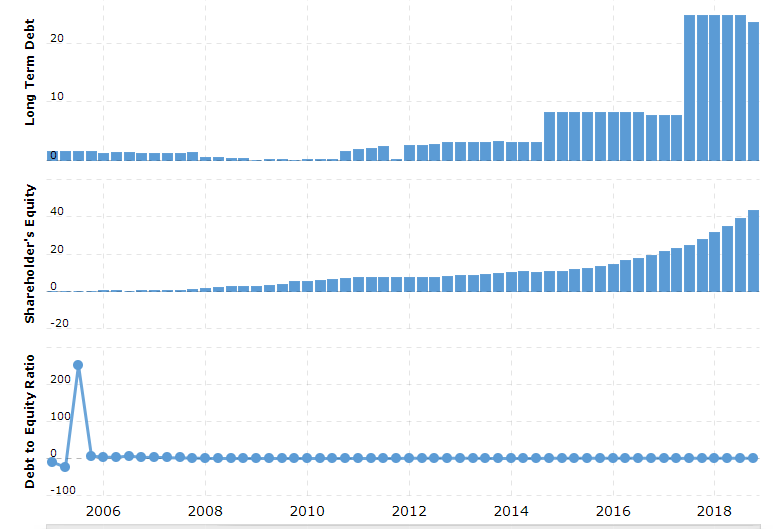 Long Term Debt
20
10
0
Shareholder's Equity
40
20
0
-20
Debt to Equity Ratio
200
100
0
-100
2006 2008 2010 2012 2014 2016 2018